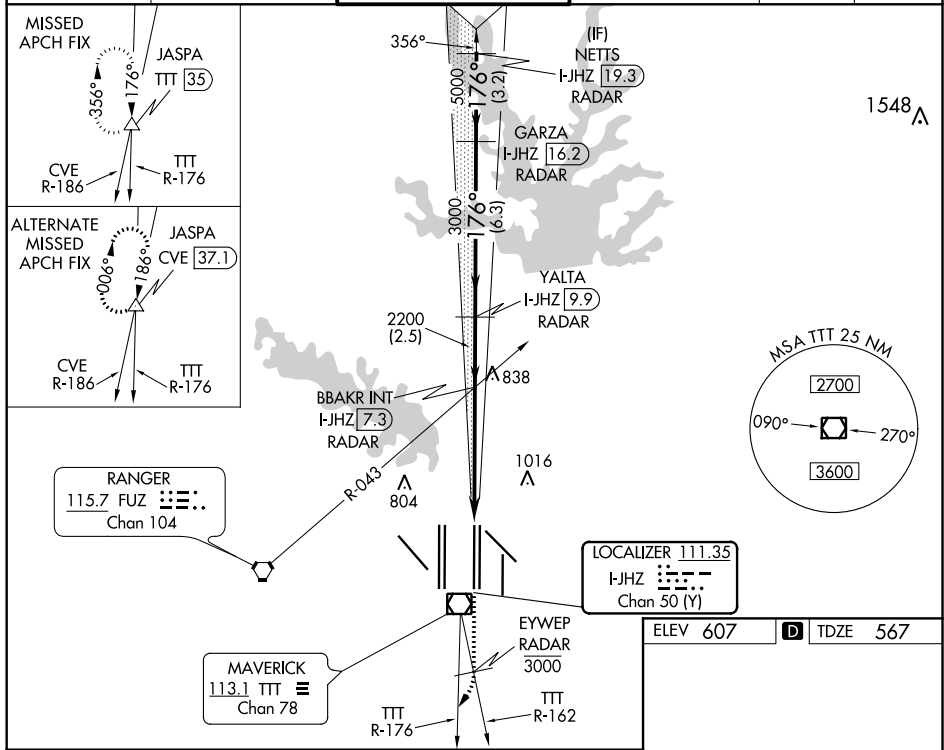 MISSED
APCH FIX
JASPA
TTT 35
356°
176°
CVE
R-186
TTT
R-176
ALTERNATE
MISSED
APCH FIX
JASPA
CVE 37.1
006°
186°
CVE
R-186
TTT
R-176
356°
(IF)
NETTS
I-JHZ 19.3
RADAR
5000
176°
(3.2)
1548
GARZA
I-JHZ 16.2
RADAR
3000
176°
(6.3)
YALTA
I-JHZ 9.9
RADAR
2200
(2.5)
838
BBAKR INT
I-JHZ 7.3
RADAR
MSA TTT 25 NM
2700
090°
270°
3600
1016
804
R-043
RANGER
115.7 FUZ
Chan 104
LOCALIZER 111.35
I-JHZ
Chan 50 (Y)
EYWEP
RADAR
3000
MAVERICK
113.1 TTT
Chan 78
TTT
R-176
TTT
R-162
ELEV 607 D TDZE 567